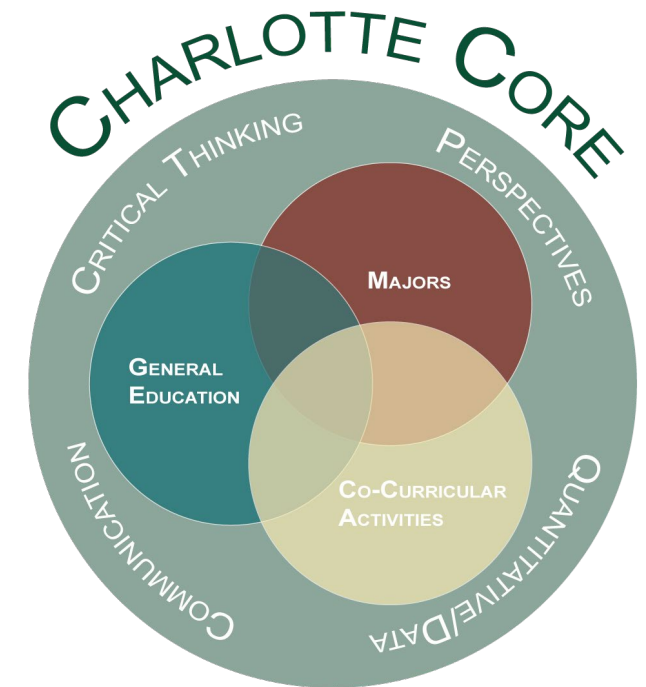 CHARLOTTE CORE
CRITICAL THINKING
PERSPECTIVES
MAJORS
GENERAL
EDUCATION
CO-CURRICULAR
ACTIVITIES
COMMUNICATION
QUANTITATIVE/DATA